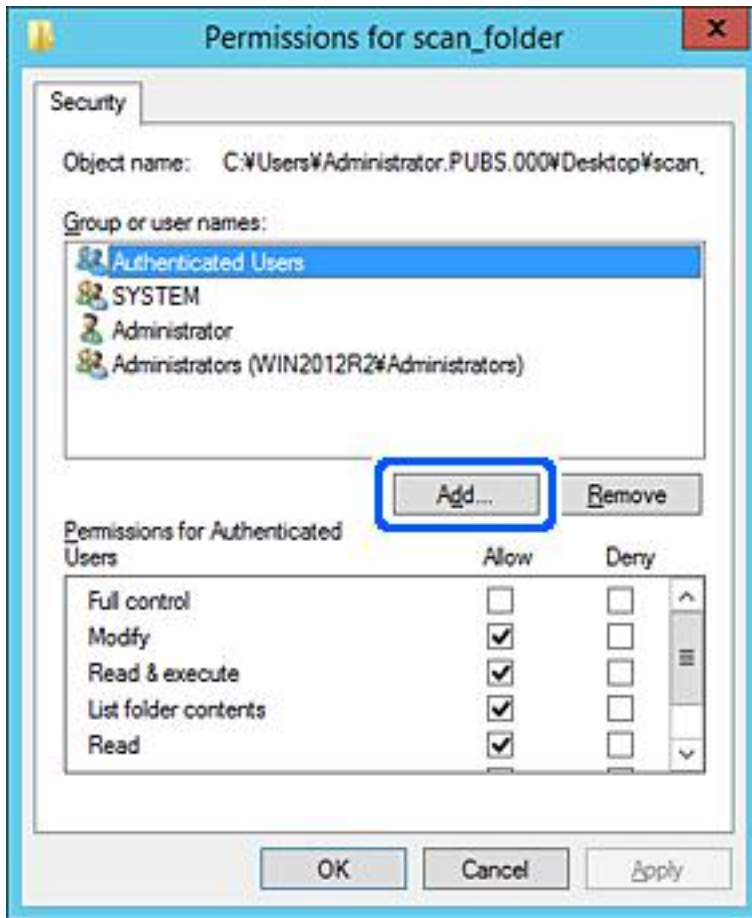 Permissions for scan_folder
x
Security
Object name: C:¥Users¥Administrator.PUBS.000¥Desktop¥scan_
Group or user names:
Authenticated Users
SYSTEM
Administrator
Administrators (WIN2012R2¥Administrators)
Add... Remove
Permissions for Authenticated
Users Allow Deny
Full control
Modify
Read & execute
List folder contents
Read
OK Cancel Apply